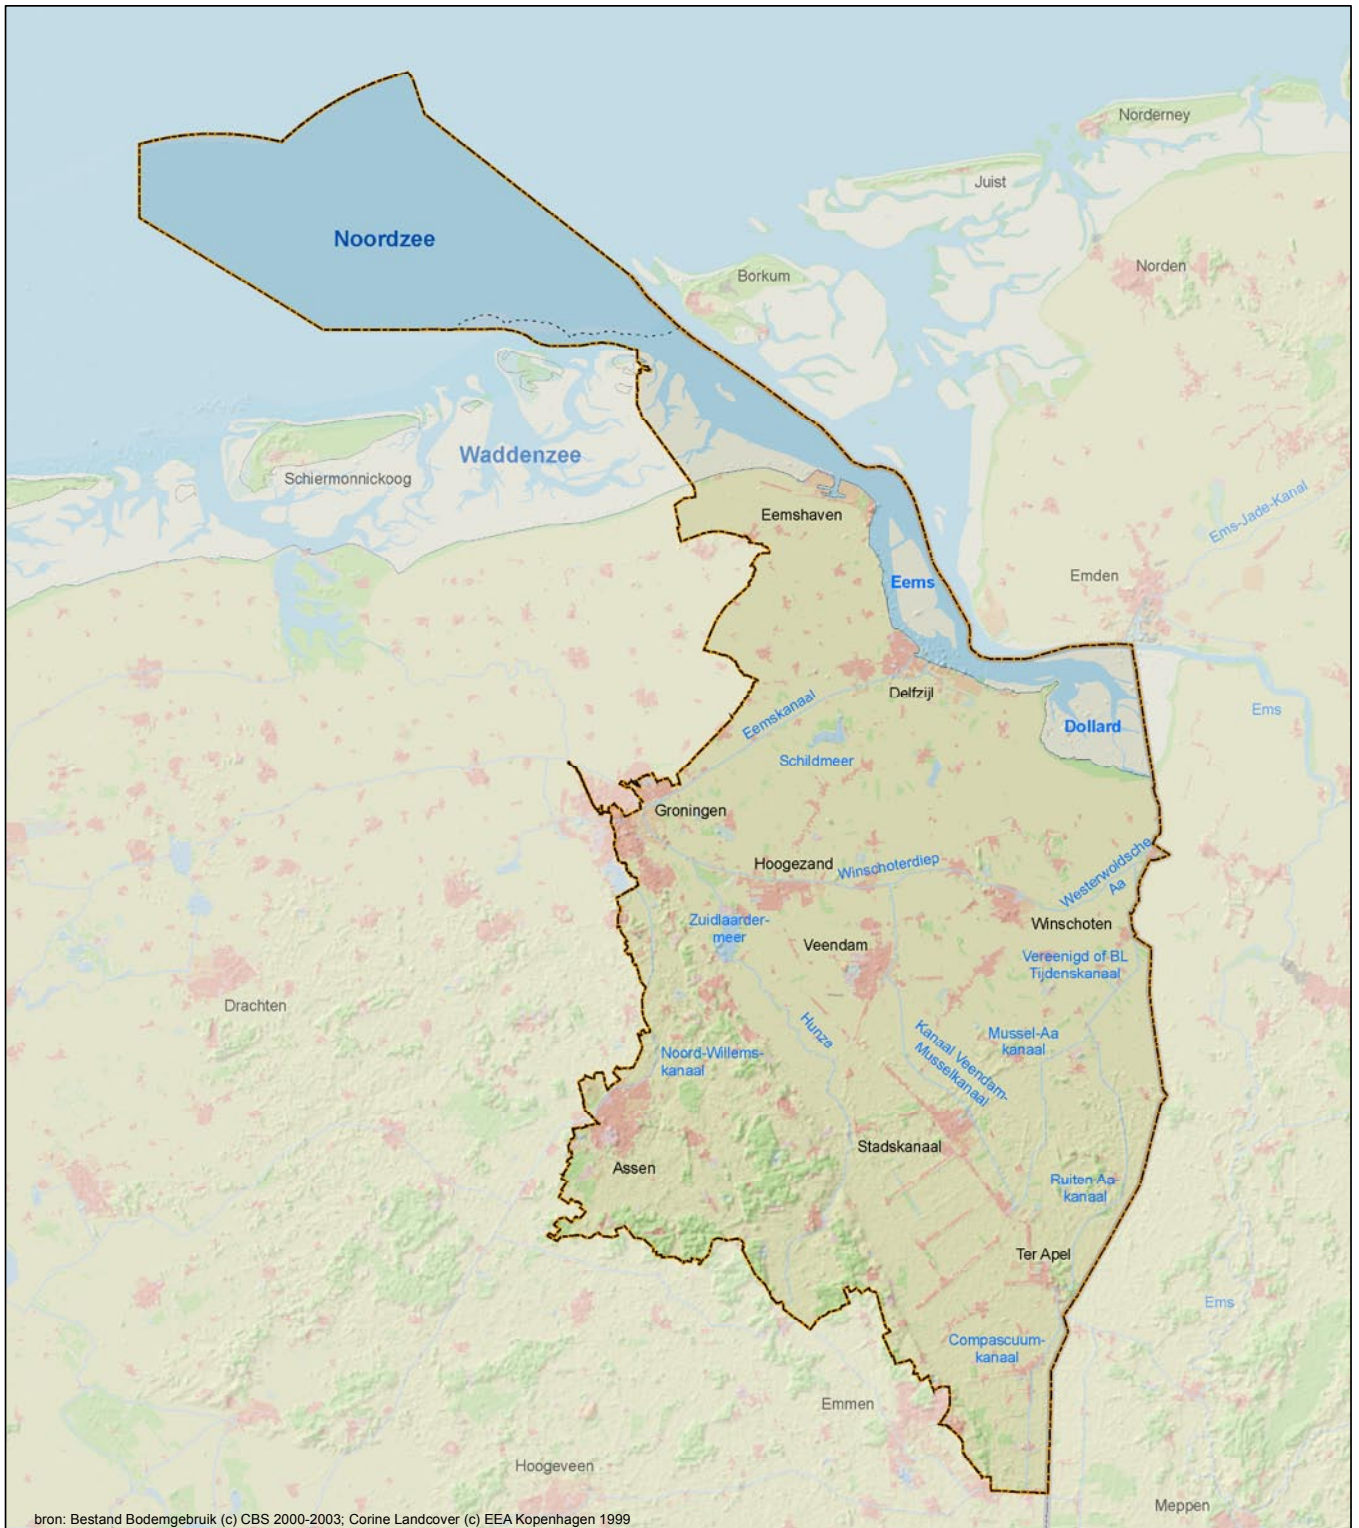 Norderney
Juist
Noordzee
Borkum
Norden
Waddenzee
Schiermonnickoog
Eemshaven
Ems-Jade-Kanal
Eems
Emden
Delfzijl
Eemskanaal
Dollard
Ems
Schildmeer
Groningen
Hoogezand
Winschoterdiep
Westerwoldsche
Aa
Zuidlaarder-
meer
Winschoten
Veendam
Vereenigd of BL
Tijdenskanaal
Drachten
Hunze
Kanaal Veendam-
Musselkanaal
Mussel-Aa
kanaal
Noord-Willems-
kanaal
Stadskanaal
Assen
Ruiten-Aa-
kanaal
Ter Apel
Ems
Compascuum-
kanaal
Emmen
Hoogeveen
Meppen
bron: Bestand Bodemgebruik (c) CBS 2000-2003; Corine Landcover (c) EEA Kopenhagen 1999